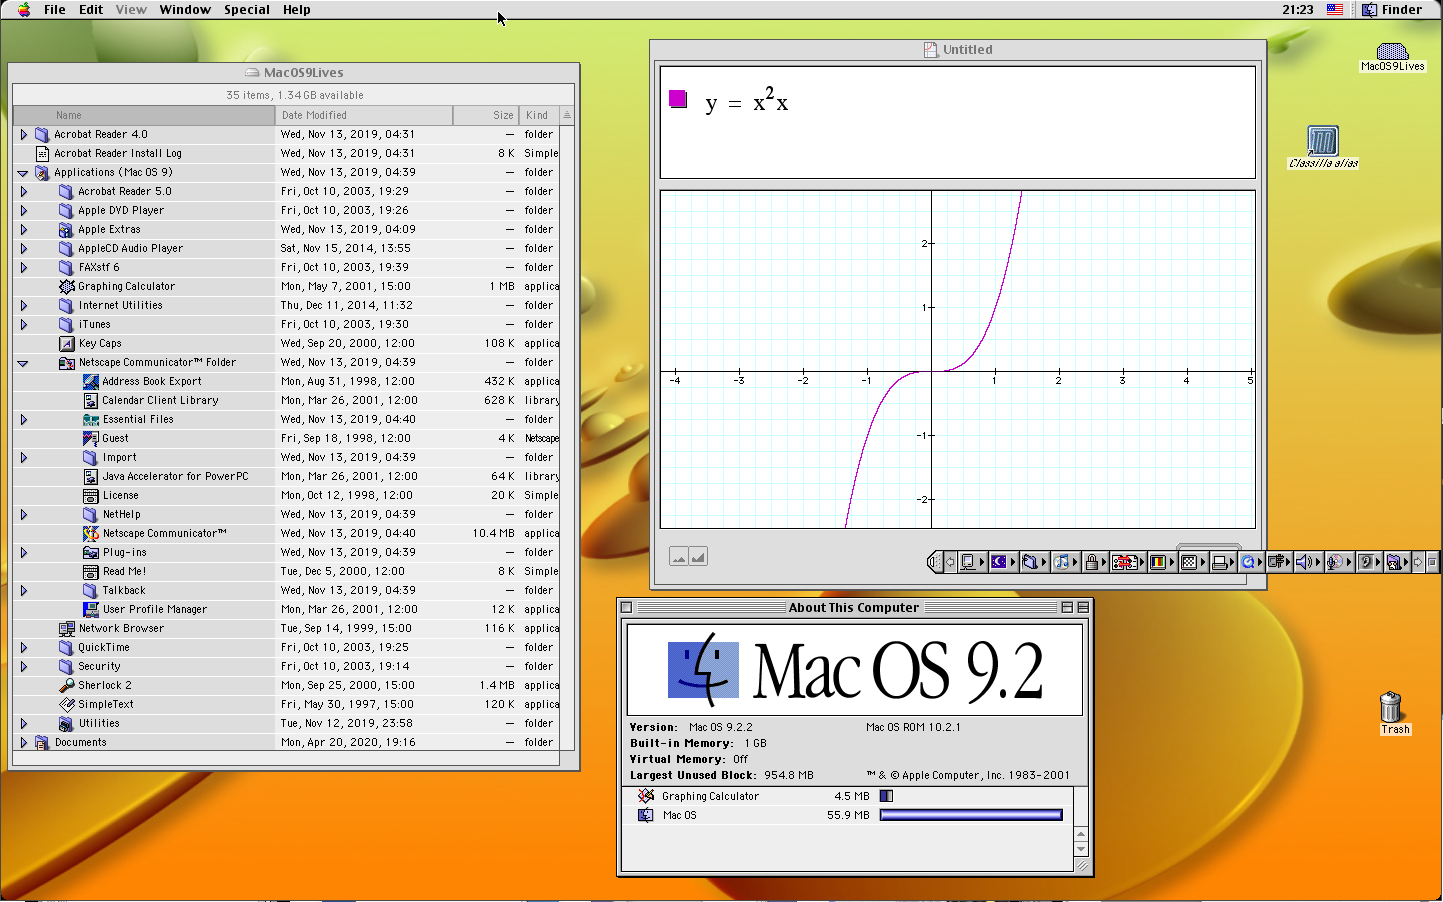 File Edit View Window Special Help
21:23 Finder
MacOS9Lives
35 items, 1.34 GB available
Name Date Modified Size Kind
Acrobat Reader 4.0 Wed, Nov 13, 2019, 04:31 — folder
Acrobat Reader Install Log Wed, Nov 13, 2019, 04:31 8 K Simple
Applications (Mac OS 9) Wed, Nov 13, 2019, 04:39 — folder
Acrobat Reader 5.0 Fri, Oct 10, 2003, 19:29 — folder
Apple DVD Player Fri, Oct 10, 2003, 19:26 — folder
Apple Extras Wed, Nov 13, 2019, 04:09 — folder
AppleCD Audio Player Sat, Nov 15, 2014, 13:55 — folder
FAXstf 6 Fri, Oct 10, 2003, 19:39 — folder
Graphing Calculator Mon, May 7, 2001, 15:00 1 MB applica
Internet Utilities Thu, Dec 11, 2014, 11:32 — folder
iTunes Fri, Oct 10, 2003, 19:30 — folder
Key Caps Wed, Sep 20, 2000, 12:00 108 K applica
Netscape Communicator™ Folder Wed, Nov 13, 2019, 04:39 — folder
Address Book Export Mon, Aug 31, 1998, 12:00 432 K applica
Calendar Client Library Mon, Mar 26, 2001, 12:00 628 K library
Essential Files Wed, Nov 13, 2019, 04:40 — folder
Guest Fri, Sep 18, 1998, 12:00 4 K Netscape
Import Wed, Nov 13, 2019, 04:39 — folder
Java Accelerator for PowerPC Mon, Mar 26, 2001, 12:00 64 K library
License Mon, Oct 12, 1998, 12:00 20 K Simple
NetHelp Wed, Nov 13, 2019, 04:39 — folder
Netscape Communicator™ Wed, Nov 13, 2019, 04:40 10.4 MB applica
Plug-ins Wed, Nov 13, 2019, 04:39 — folder
Read Me! Tue, Dec 5, 2000, 12:00 8 K Simple
Talkback Wed, Nov 13, 2019, 04:39 — folder
User Profile Manager Mon, Mar 26, 2001, 12:00 12 K applica
Network Browser Tue, Sep 14, 1999, 15:00 116 K applica
QuickTime Fri, Oct 10, 2003, 19:25 — folder
Security Fri, Oct 10, 2003, 19:14 — folder
Sherlock 2 Mon, Sep 25, 2000, 15:00 1.4 MB applica
SimpleText Fri, May 30, 1997, 15:00 120 K applica
Utilities Tue, Nov 12, 2019, 23:58 — folder
Documents Mon, Apr 20, 2020, 19:16 — folder
Untitled
y = x²x
2
1
-4 -3 -2 -1 1 2 3 4 5
-1
-2
MacOS9Lives
Classilla alias
Trash
About This Computer
Mac OS 9.2
Version: Mac OS 9.2.2 Mac OS ROM 10.2.1
Built-in Memory: 1 GB
Virtual Memory: Off
Largest Unused Block: 954.8 MB ™ & © Apple Computer, Inc. 1983-2001
Graphing Calculator 4.5 MB
Mac OS 55.9 MB